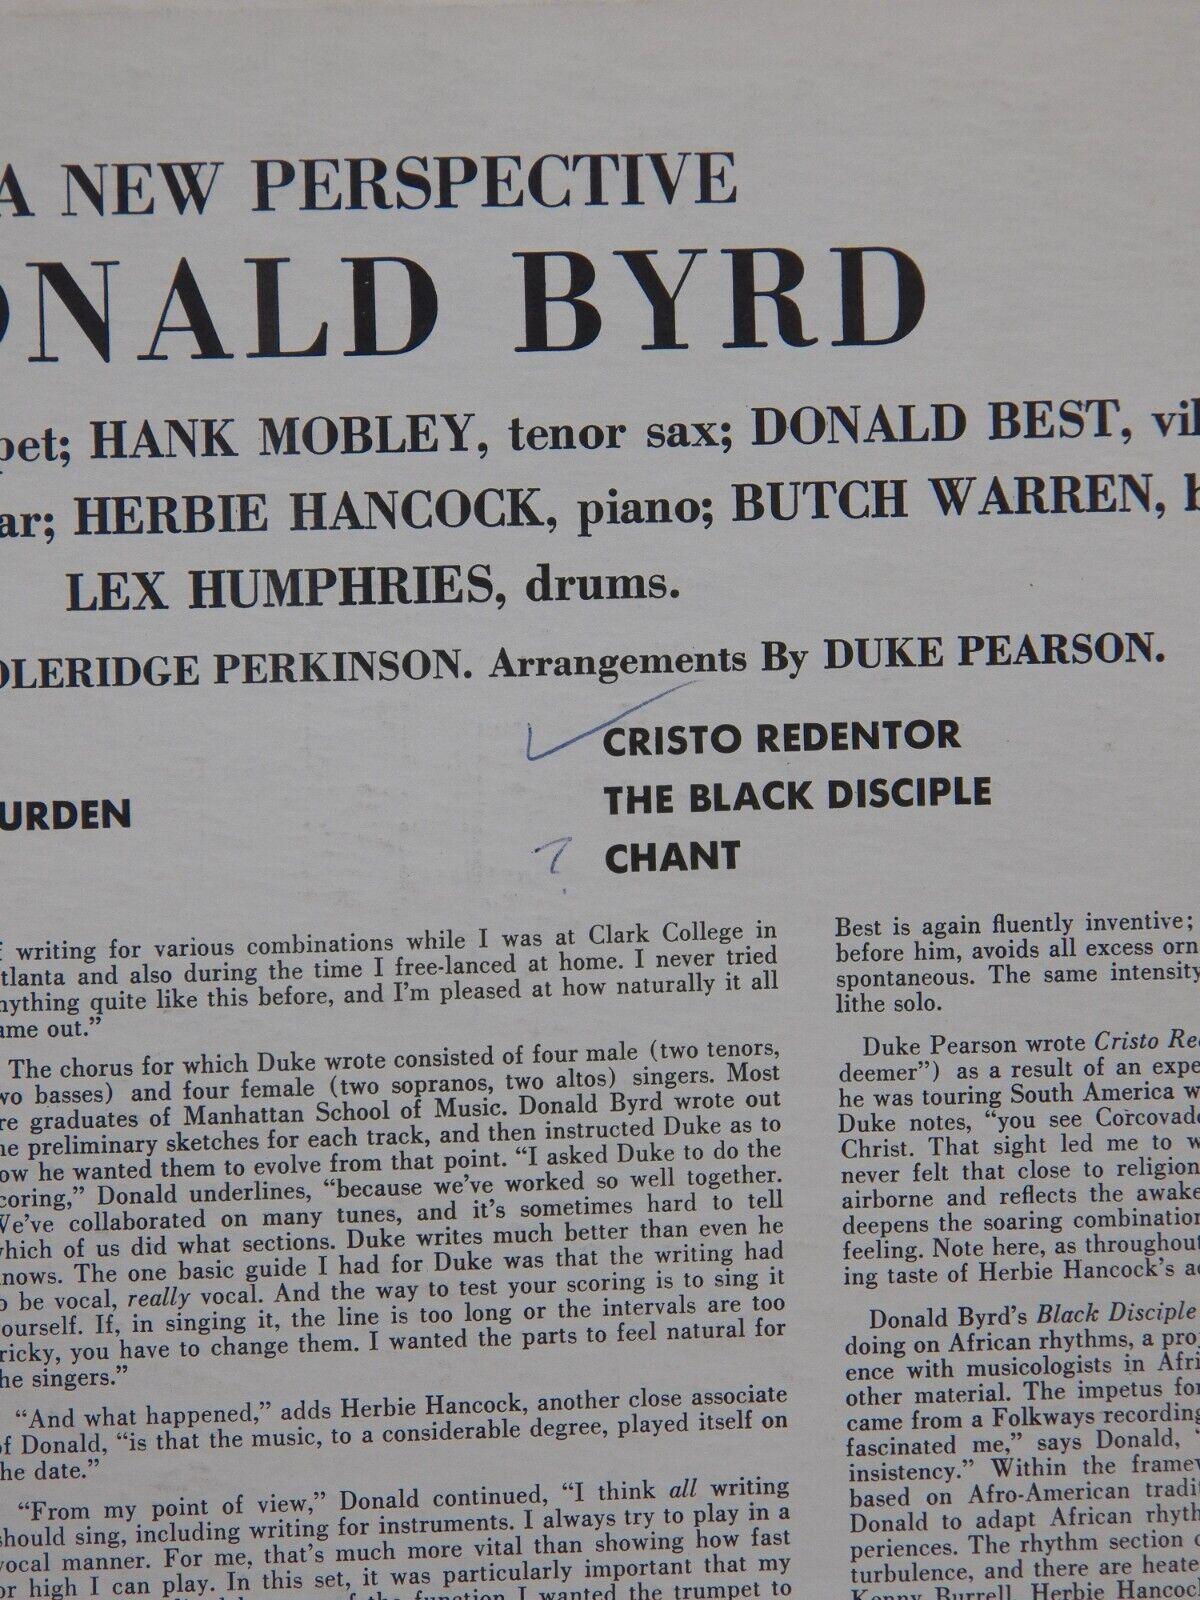 A NEW PERSPECTIVE
ONALD BYRD
pet; HANK MOBLEY, tenor sax; DONALD BEST, vi
ar; HERBIE HANCOCK, piano; BUTCH WARREN, b
LEX HUMPHRIES, drums.
OLERIDGE PERKINSON. Arrangements By DUKE PEARSON.
URDEN
CRISTO REDENTOR
THE BLACK DISCIPLE
? CHANT
f writing for various combinations while I was at Clark College in
tlanta and also during the time I free-lanced at home. I never tried
nything quite like this before, and I'm pleased at how naturally it all
ame out.”
The chorus for which Duke wrote consisted of four male (two tenors,
wo basses) and four female (two sopranos, two altos) singers. Most
re graduates of Manhattan School of Music. Donald Byrd wrote out
he preliminary sketches for each track, and then instructed Duke as to
ow he wanted them to evolve from that point. “I asked Duke to do the
coring,” Donald underlines, “because we've worked so well together.
We've collaborated on many tunes, and it's sometimes hard to tell
which of us did what sections. Duke writes much better than even he
nows. The one basic guide I had for Duke was that the writing had
o be vocal, really vocal. And the way to test your scoring is to sing it
ourself. If, in singing it, the line is too long or the intervals are too
ricky, you have to change them. I wanted the parts to feel natural for
he singers.”
“And what happened,” adds Herbie Hancock, another close associate
of Donald, “is that the music, to a considerable degree, played itself on
he date.”
“From my point of view,” Donald continued, “I think all writing
should sing, including writing for instruments. I always try to play in a
vocal manner. For me, that's much more vital than showing how fast
or high I can play. In this set, it was particularly important that my
of the function I wanted the trumpet to
Best is again fluently inventive;
before him, avoids all excess orn
spontaneous. The same intensity
lithe solo.
Duke Pearson wrote Cristo Re
deemer”) as a result of an expe
he was touring South America w
Duke notes, “you see Corcovad
Christ. That sight led me to w
never felt that close to religion
airborne and reflects the awake
deepens the soaring combination
feeling. Note here, as throughout
ing taste of Herbie Hancock's a
Donald Byrd's Black Disciple
doing on African rhythms, a pro
ence with musicologists in Afri
other material. The impetus for
came from a Folkways recording
fascinated me,” says Donald, “
insistency.” Within the framew
based on Afro-American tradit
Donald to adapt African rhyth
periences. The rhythm section o
turbulence, and there are heate
Kenny Burrell, Herbie Hancoc